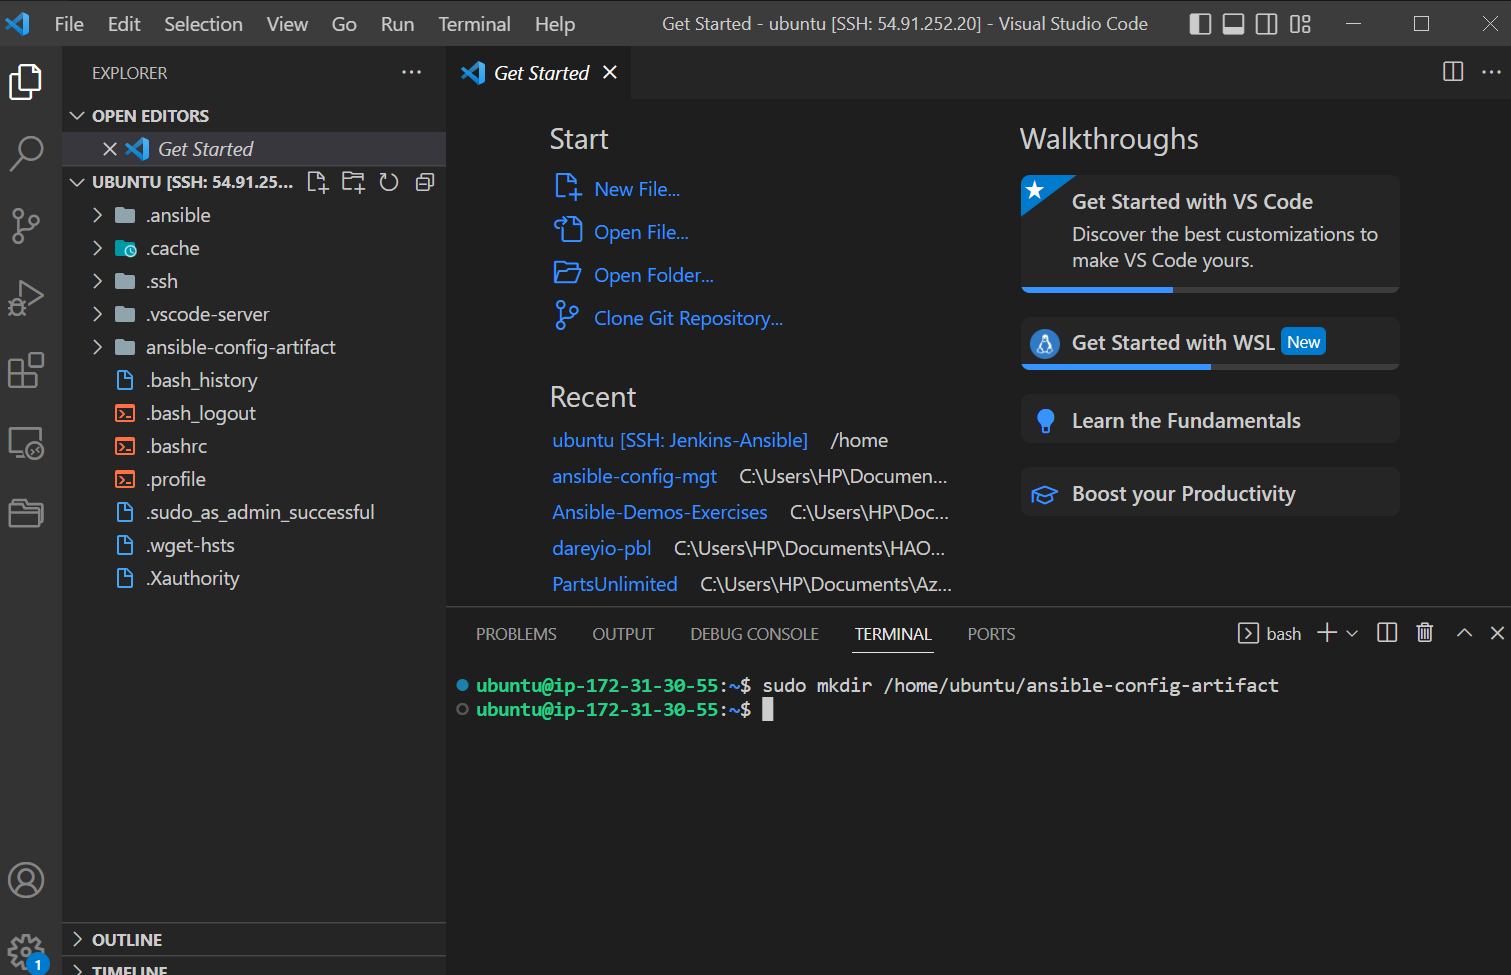 File Edit Selection View Go Run Terminal Help Get Started - ubuntu [SSH: 54.91.252.20] - Visual Studio Code
EXPLORER
OPEN EDITORS
Get Started
UBUNTU [SSH: 54.91.25...
.ansible
.cache
.ssh
.vscode-server
ansible-config-artifact
.bash_history
.bash_logout
.bashrc
.profile
.sudo_as_admin_successful
.wget-hsts
.Xauthority
OUTLINE
TIMELINE
1
Get Started
Start
New File...
Open File...
Open Folder...
Clone Git Repository...
Recent
ubuntu [SSH: Jenkins-Ansible] /home
ansible-config-mgt C:\Users\HP\Documen...
Ansible-Demos-Exercises C:\Users\HP\Doc...
dareyio-pbl C:\Users\HP\Documents\HAO...
PartsUnlimited C:\Users\HP\Documents\Az...
Walkthroughs
Get Started with VS Code
Discover the best customizations to
make VS Code yours.
Get Started with WSL New
Learn the Fundamentals
Boost your Productivity
PROBLEMS OUTPUT DEBUG CONSOLE TERMINAL PORTS bash
ubuntu@ip-172-31-30-55:~$ sudo mkdir /home/ubuntu/ansible-config-artifact
ubuntu@ip-172-31-30-55:~$